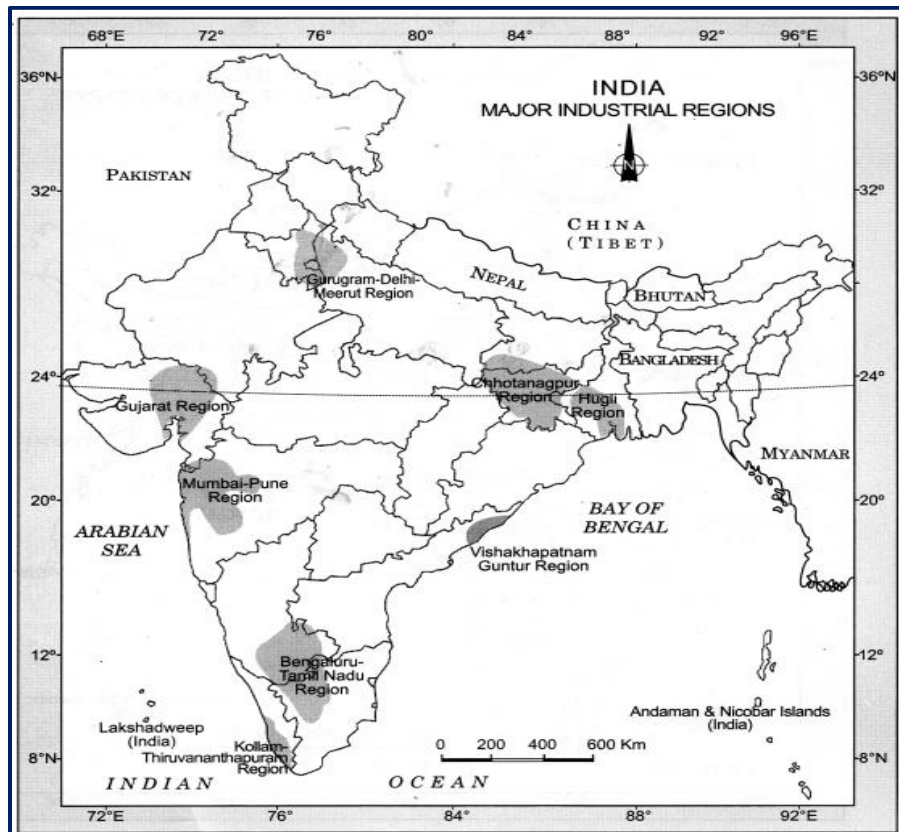 68°E 72° 76° 80° 84° 88° 92° 96°E
36°N
36°N
INDIA
MAJOR INDUSTRIAL REGIONS
N
PAKISTAN
32°
32°
CHINA
(TIBET)
NEPAL
BHUTAN
Gurugram-Delhi-
Meerut Region
BANGLADESH
24°
24°
Chhotanagpur
Region
Hugli
Region
Gujarat Region
MYANMAR
Mumbai-Pune
Region
20°
20°
ARABIAN
SEA
BAY OF
BENGAL
Vishakhapatnam
Guntur Region
12°
12°
Bengaluru-
Tamil Nadu
Region
Andaman & Nicobar Islands
(India)
Lakshadweep
(India)
Kollam-
Thiruvananthapuram
Region
0 200 400 600 Km
8°N
8°N
INDIAN OCEAN
72°E 76°E 84°E 88°E 92°E